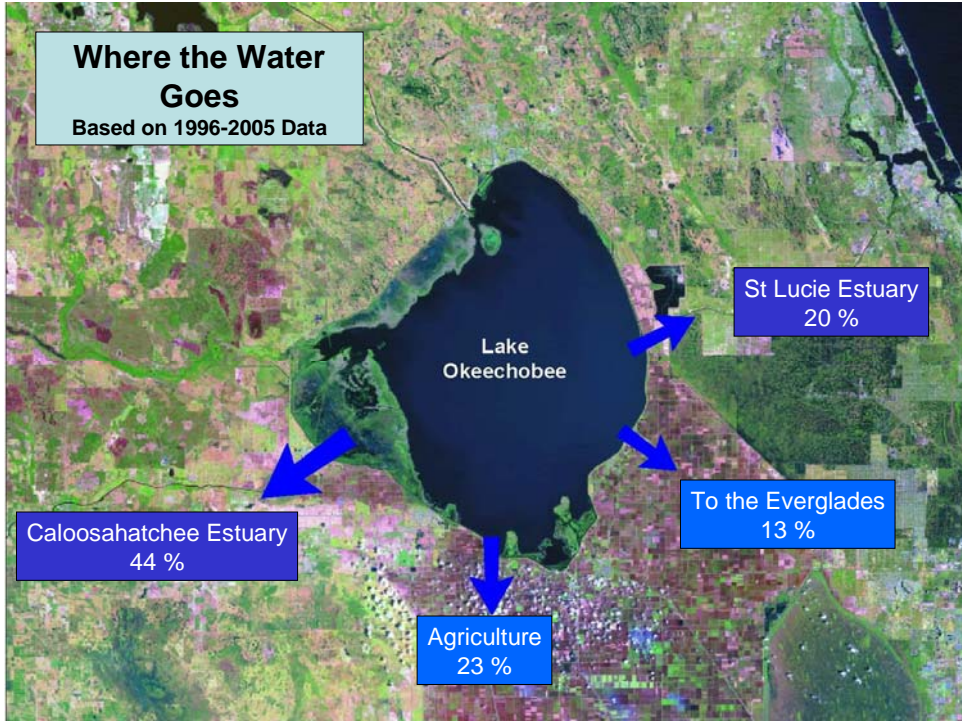 Where the Water
Goes
Based on 1996-2005 Data
St Lucie Estuary
20 %
Lake
Okeechobee
To the Everglades
13 %
Caloosahatchee Estuary
44 %
Agriculture
23 %